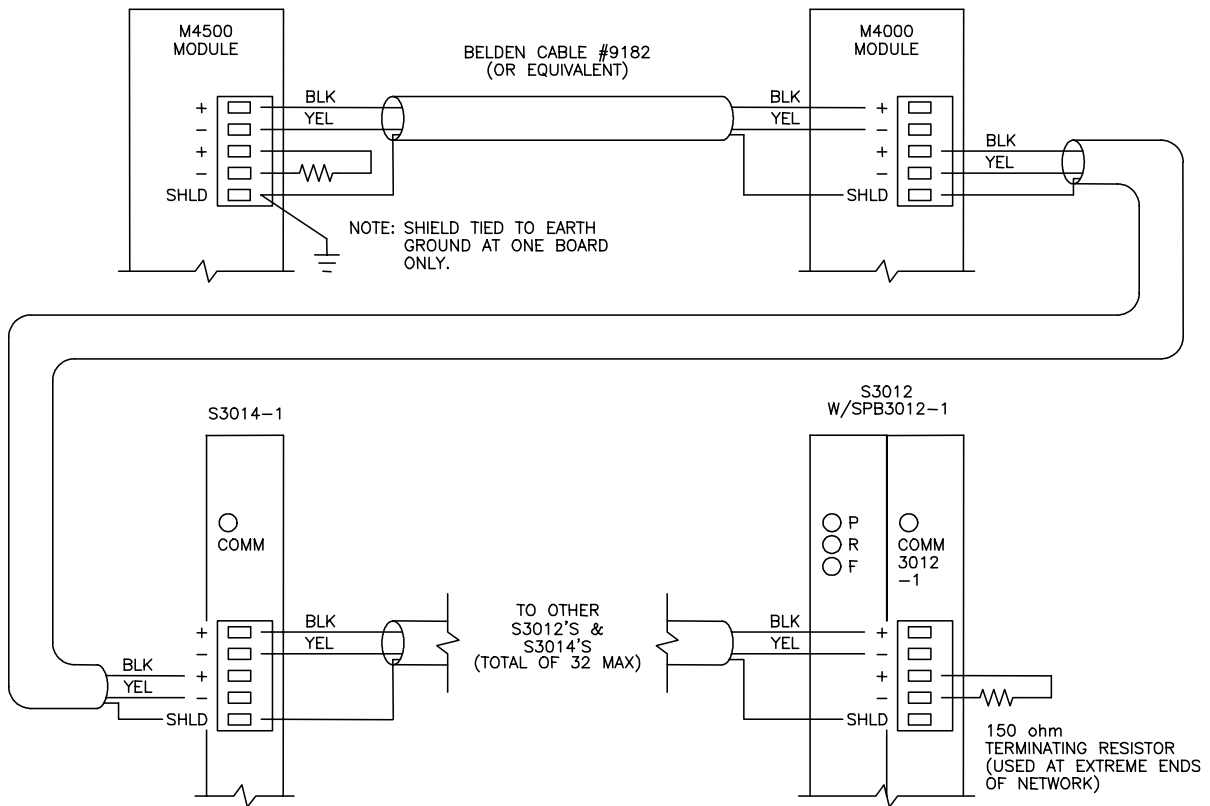 M4500
MODULE
M4000
MODULE
BELDEN CABLE #9182
(OR EQUIVALENT)
+ BLK
− YEL
+
−
SHLD
BLK +
YEL −
+ BLK
− YEL
SHLD
NOTE: SHIELD TIED TO EARTH
GROUND AT ONE BOARD
ONLY.
S3014−1
S3012
W/SPB3012−1
COMM
P
R
F
COMM
3012
−1
+ BLK
− YEL
BLK +
YEL −
SHLD
TO OTHER
S3012'S &
S3014'S
(TOTAL OF 32 MAX)
BLK +
YEL −
+
−
SHLD
150 ohm
TERMINATING RESISTOR
(USED AT EXTREME ENDS
OF NETWORK)